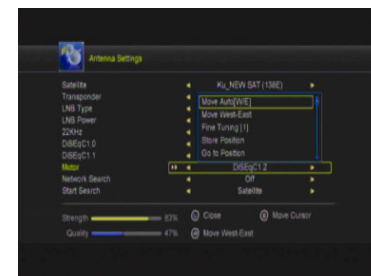 Antenna Settings
Satellite Ku_NEW SAT (138E)
Transponder
LNB Type Move Auto[W/E]
LNB Power Move West-East
22KHz Fine Tuning [1]
DiSEqC1.0 Store Position
DiSEqC1.1 Go to Position
Motor DiSEqC1.2
Network Search Off
Start Search Satellite
Strength 83% Close Move Cursor
Quality 47% Move West-East